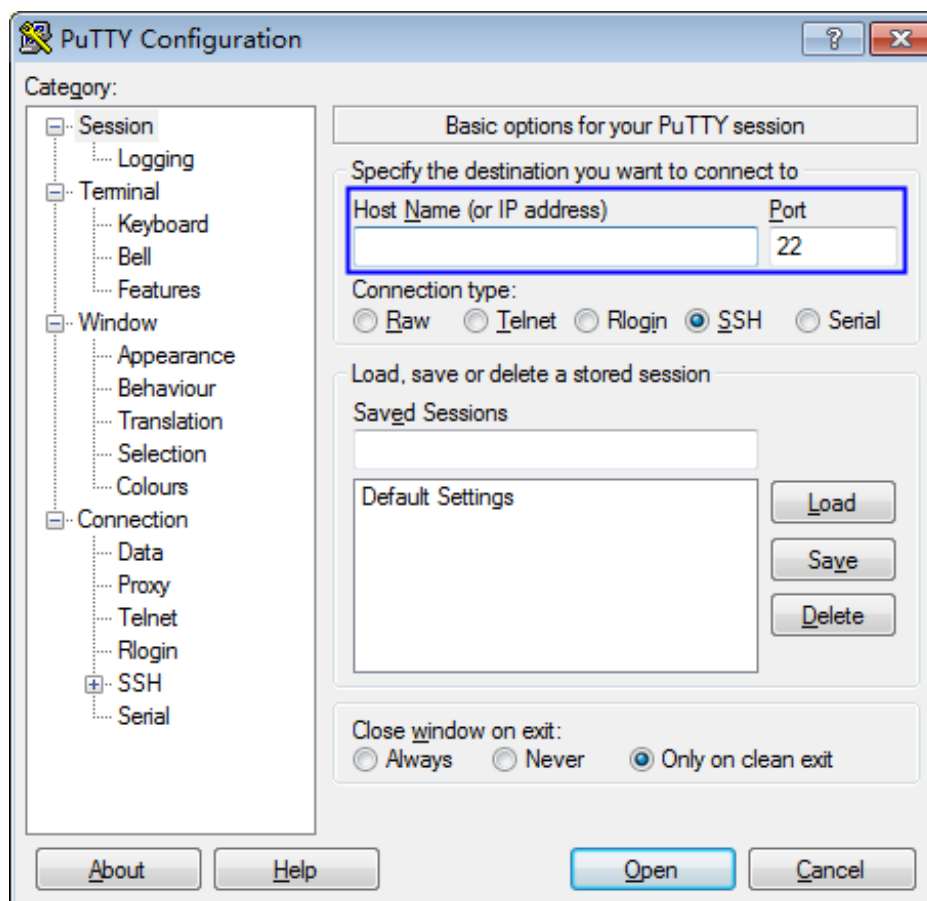 PuTTY Configuration
?
X
Category:
Session
Logging
Terminal
Keyboard
Bell
Features
Window
Appearance
Behaviour
Translation
Selection
Colours
Connection
Data
Proxy
Telnet
Rlogin
SSH
Serial
Basic options for your PuTTY session
Specify the destination you want to connect to
Host Name (or IP address) Port
22
Connection type:
Raw Telnet Rlogin SSH Serial
Load, save or delete a stored session
Saved Sessions
Default Settings
Load
Save
Delete
Close window on exit:
Always Never Only on clean exit
About Help Open Cancel